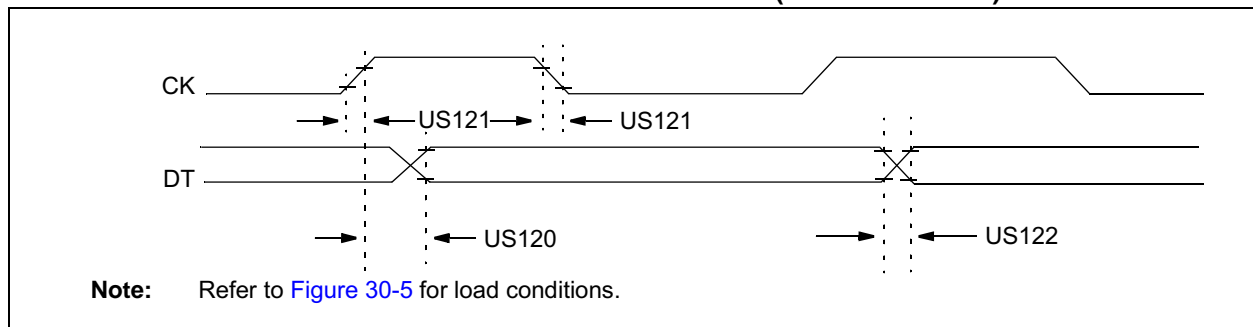 CK
US121
US121
DT
US120
US122
Note: Refer to Figure 30-5 for load conditions.